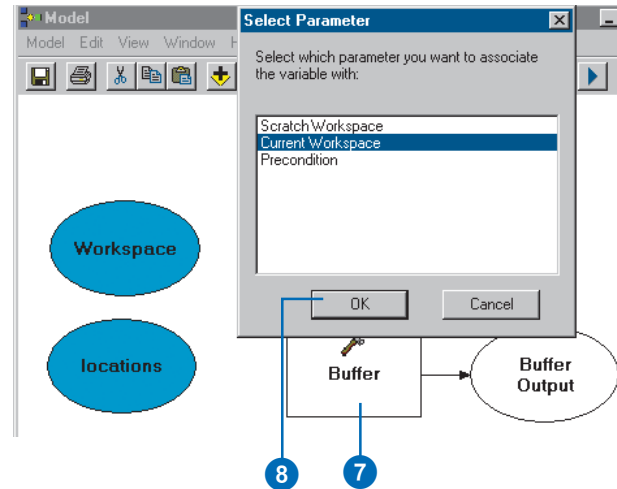 Model
Model Edit View Window H
Select Parameter
Select which parameter you want to associate
the variable with:
Scratch Workspace
Current Workspace
Precondition
OK
Cancel
Workspace
locations
Buffer
Buffer
Output
8
7